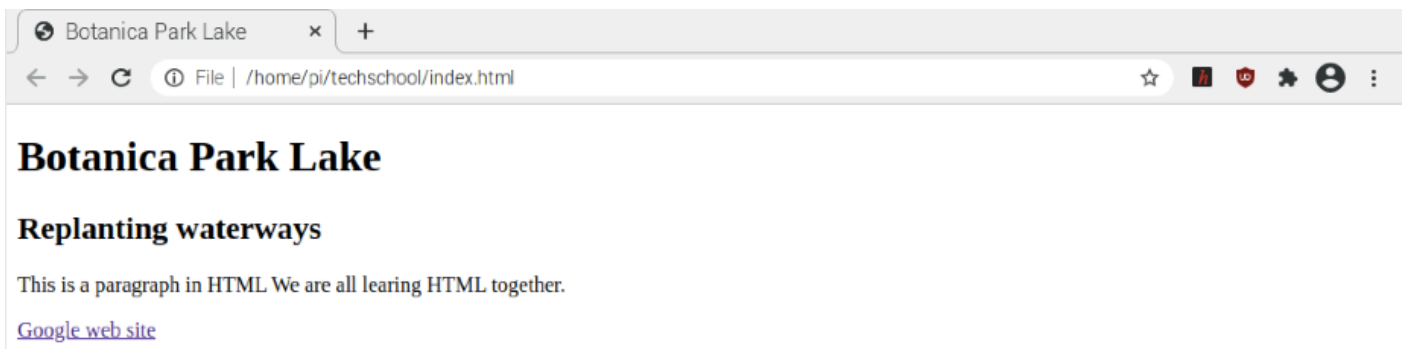 Botanica Park Lake
File | /home/pi/techschool/index.html
Botanica Park Lake
Replanting waterways
This is a paragraph in HTML We are all learing HTML together.
Google web site